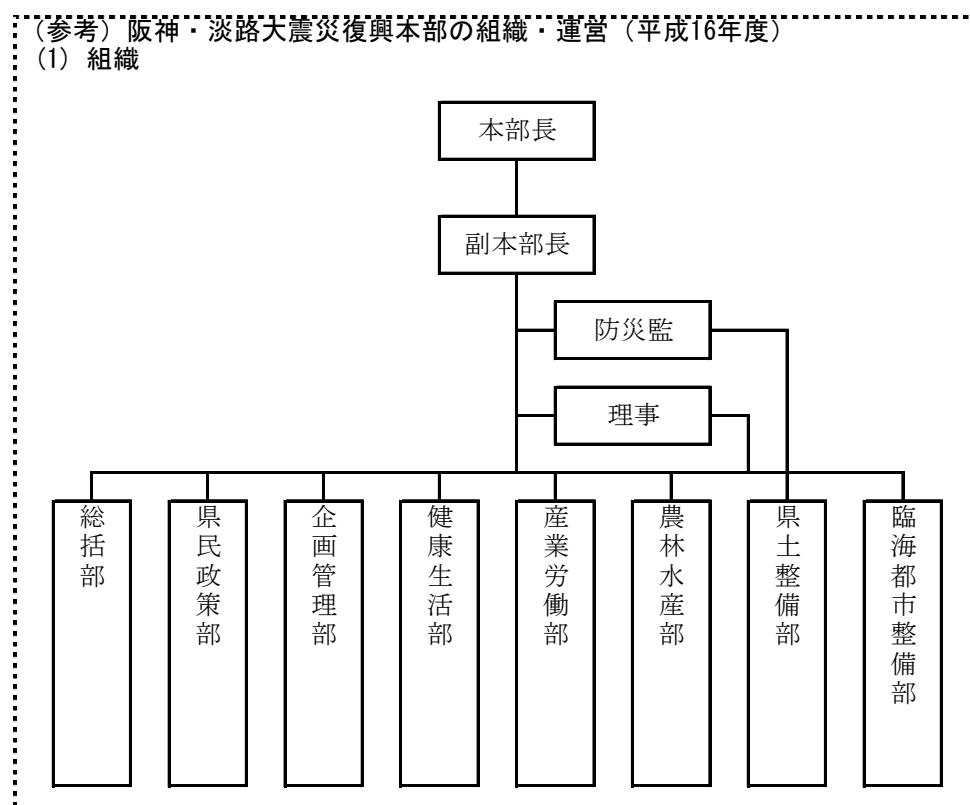 （参考）阪神・淡路大震災復興本部の組織・運営（平成16年度）
(1) 組織
本部長
副本部長
防災監
理事
総括部
県民政策部
企画管理部
健康生活部
産業労働部
農林水産部
県土整備部
臨海都市整備部